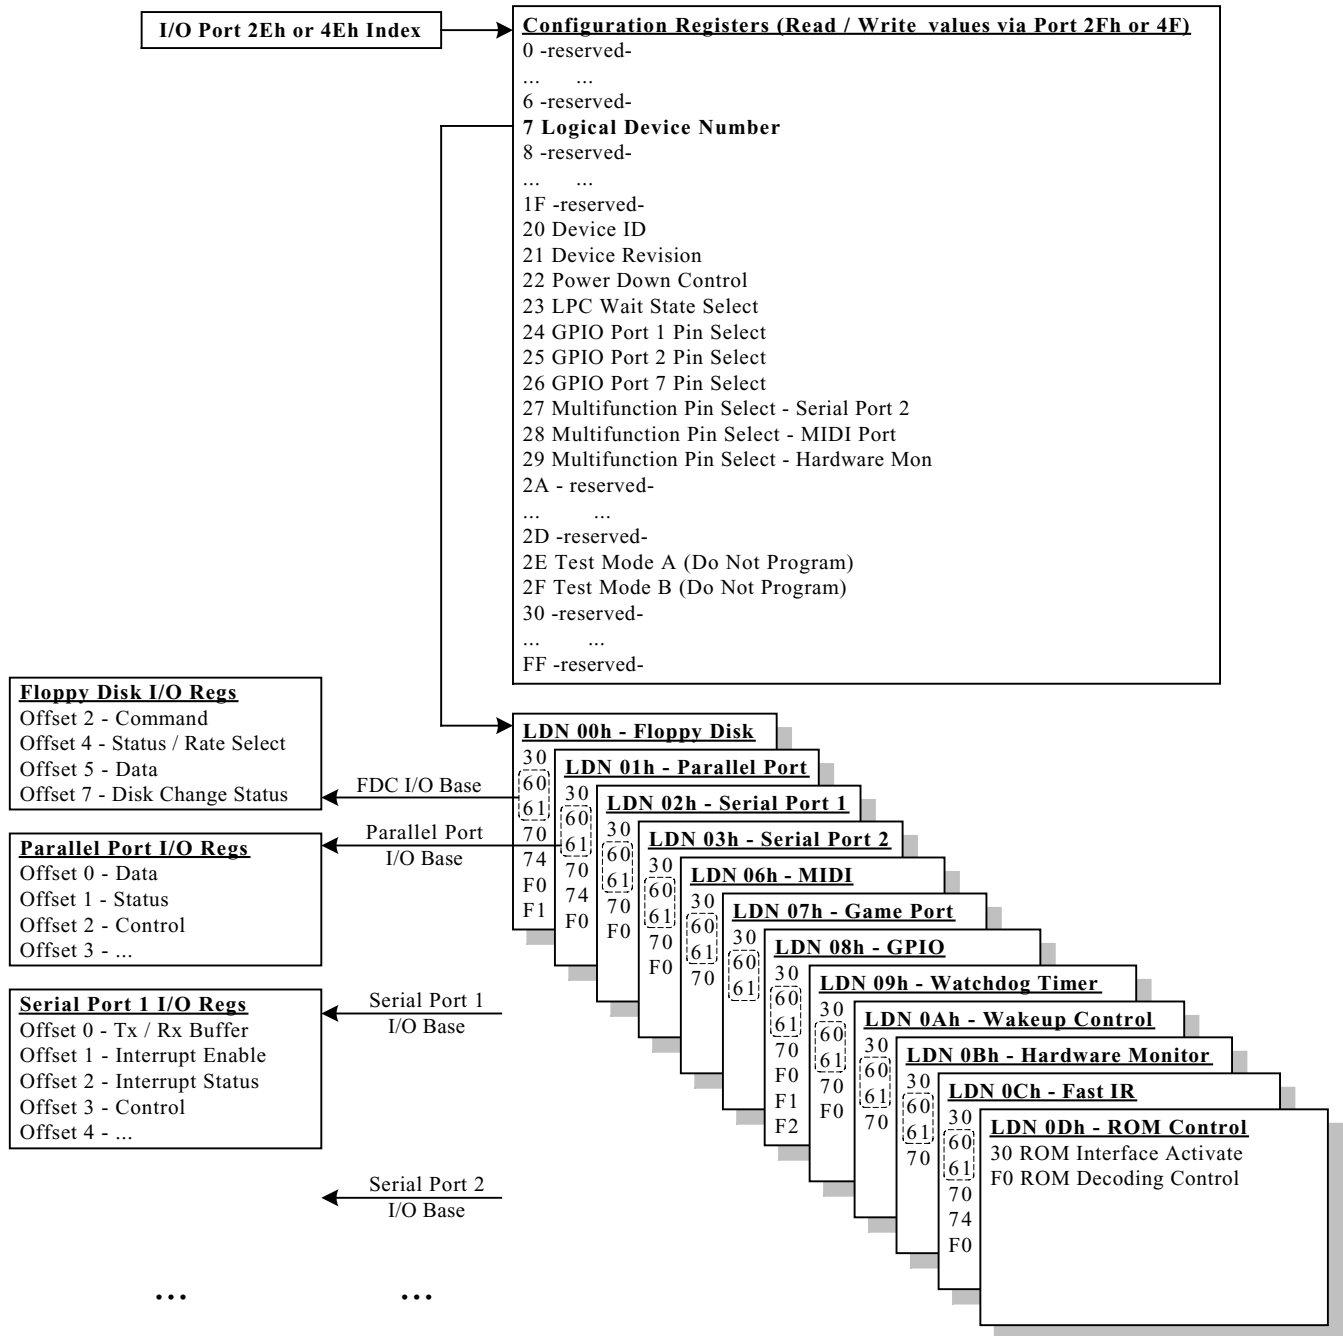 I/O Port 2Eh or 4Eh Index
Configuration Registers (Read / Write values via Port 2Fh or 4F)
0 -reserved-
... ...
6 -reserved-
7 Logical Device Number
8 -reserved-
... ...
1F -reserved-
20 Device ID
21 Device Revision
22 Power Down Control
23 LPC Wait State Select
24 GPIO Port 1 Pin Select
25 GPIO Port 2 Pin Select
26 GPIO Port 7 Pin Select
27 Multifunction Pin Select - Serial Port 2
28 Multifunction Pin Select - MIDI Port
29 Multifunction Pin Select - Hardware Mon
2A - reserved-
... ...
2D -reserved-
2E Test Mode A (Do Not Program)
2F Test Mode B (Do Not Program)
30 -reserved-
... ...
FF -reserved-
Floppy Disk I/O Regs
Offset 2 - Command
Offset 4 - Status / Rate Select
Offset 5 - Data
Offset 7 - Disk Change Status
FDC I/O Base
Parallel Port I/O Regs
Offset 0 - Data
Offset 1 - Status
Offset 2 - Control
Offset 3 - ...
Parallel Port
I/O Base
Serial Port 1 I/O Regs
Offset 0 - Tx / Rx Buffer
Offset 1 - Interrupt Enable
Offset 2 - Interrupt Status
Offset 3 - Control
Offset 4 - ...
Serial Port 1
I/O Base
Serial Port 2
I/O Base
... ...
LDN 00h - Floppy Disk
30
60
61
70
74
F0
F1
LDN 01h - Parallel Port
30
60
61
70
74
F0
LDN 02h - Serial Port 1
30
60
61
70
F0
LDN 03h - Serial Port 2
30
60
61
70
F0
LDN 06h - MIDI
30
60
61
70
LDN 07h - Game Port
30
60
61
LDN 08h - GPIO
30
60
61
70
F0
F1
F2
LDN 09h - Watchdog Timer
30
60
61
70
F0
LDN 0Ah - Wakeup Control
30
60
61
70
LDN 0Bh - Hardware Monitor
30
60
61
70
LDN 0Ch - Fast IR
30
60
61
70
74
F0
LDN 0Dh - ROM Control
30 ROM Interface Activate
F0 ROM Decoding Control